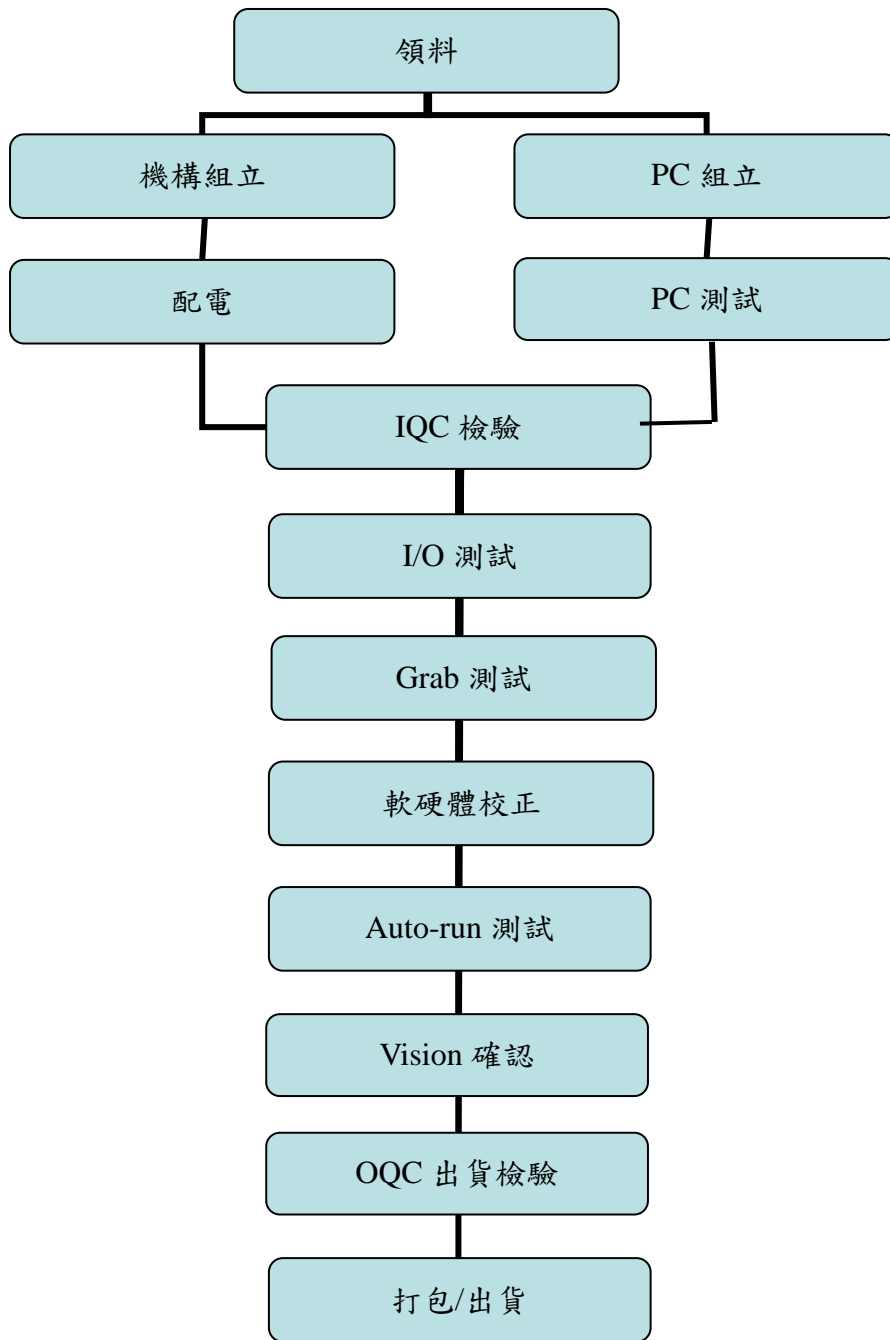 領料
機構組立
PC 組立
配電
PC 測試
IQC 檢驗
I/O 測試
Grab 測試
軟硬體校正
Auto-run 測試
Vision 確認
OQC 出貨檢驗
打包/出貨